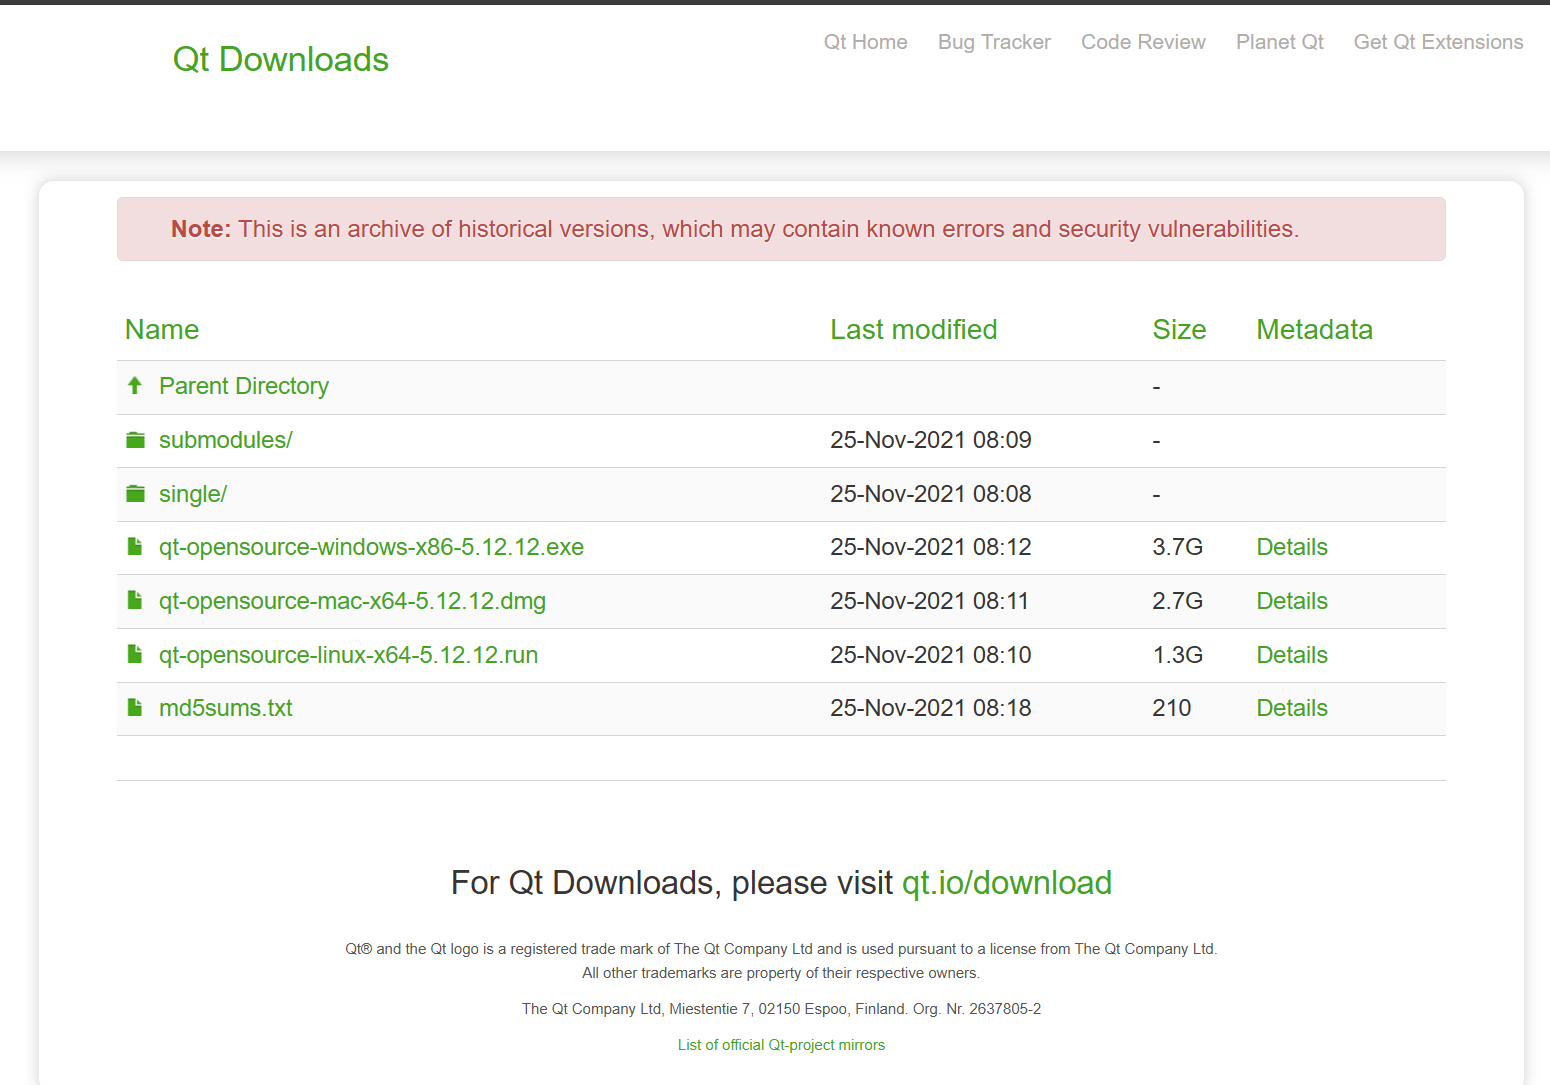 Qt Downloads
Qt Home Bug Tracker Code Review Planet Qt Get Qt Extensions
Note: This is an archive of historical versions, which may contain known errors and security vulnerabilities.
Name Last modified Size Metadata
Parent Directory -
submodules/ 25-Nov-2021 08:09 -
single/ 25-Nov-2021 08:08 -
qt-opensource-windows-x86-5.12.12.exe 25-Nov-2021 08:12 3.7G Details
qt-opensource-mac-x64-5.12.12.dmg 25-Nov-2021 08:11 2.7G Details
qt-opensource-linux-x64-5.12.12.run 25-Nov-2021 08:10 1.3G Details
md5sums.txt 25-Nov-2021 08:18 210 Details
For Qt Downloads, please visit qt.io/download
Qt® and the Qt logo is a registered trade mark of The Qt Company Ltd and is used pursuant to a license from The Qt Company Ltd.
All other trademarks are property of their respective owners.
The Qt Company Ltd, Miestentie 7, 02150 Espoo, Finland. Org. Nr. 2637805-2
List of official Qt-project mirrors